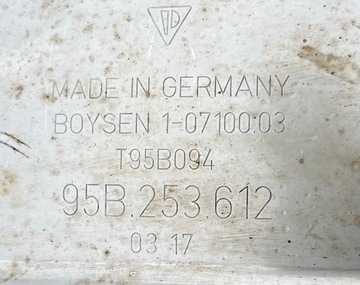 MADE IN GERMANY
BOYSEN 1-07100.03
T95B094
95B.253.612
03 17